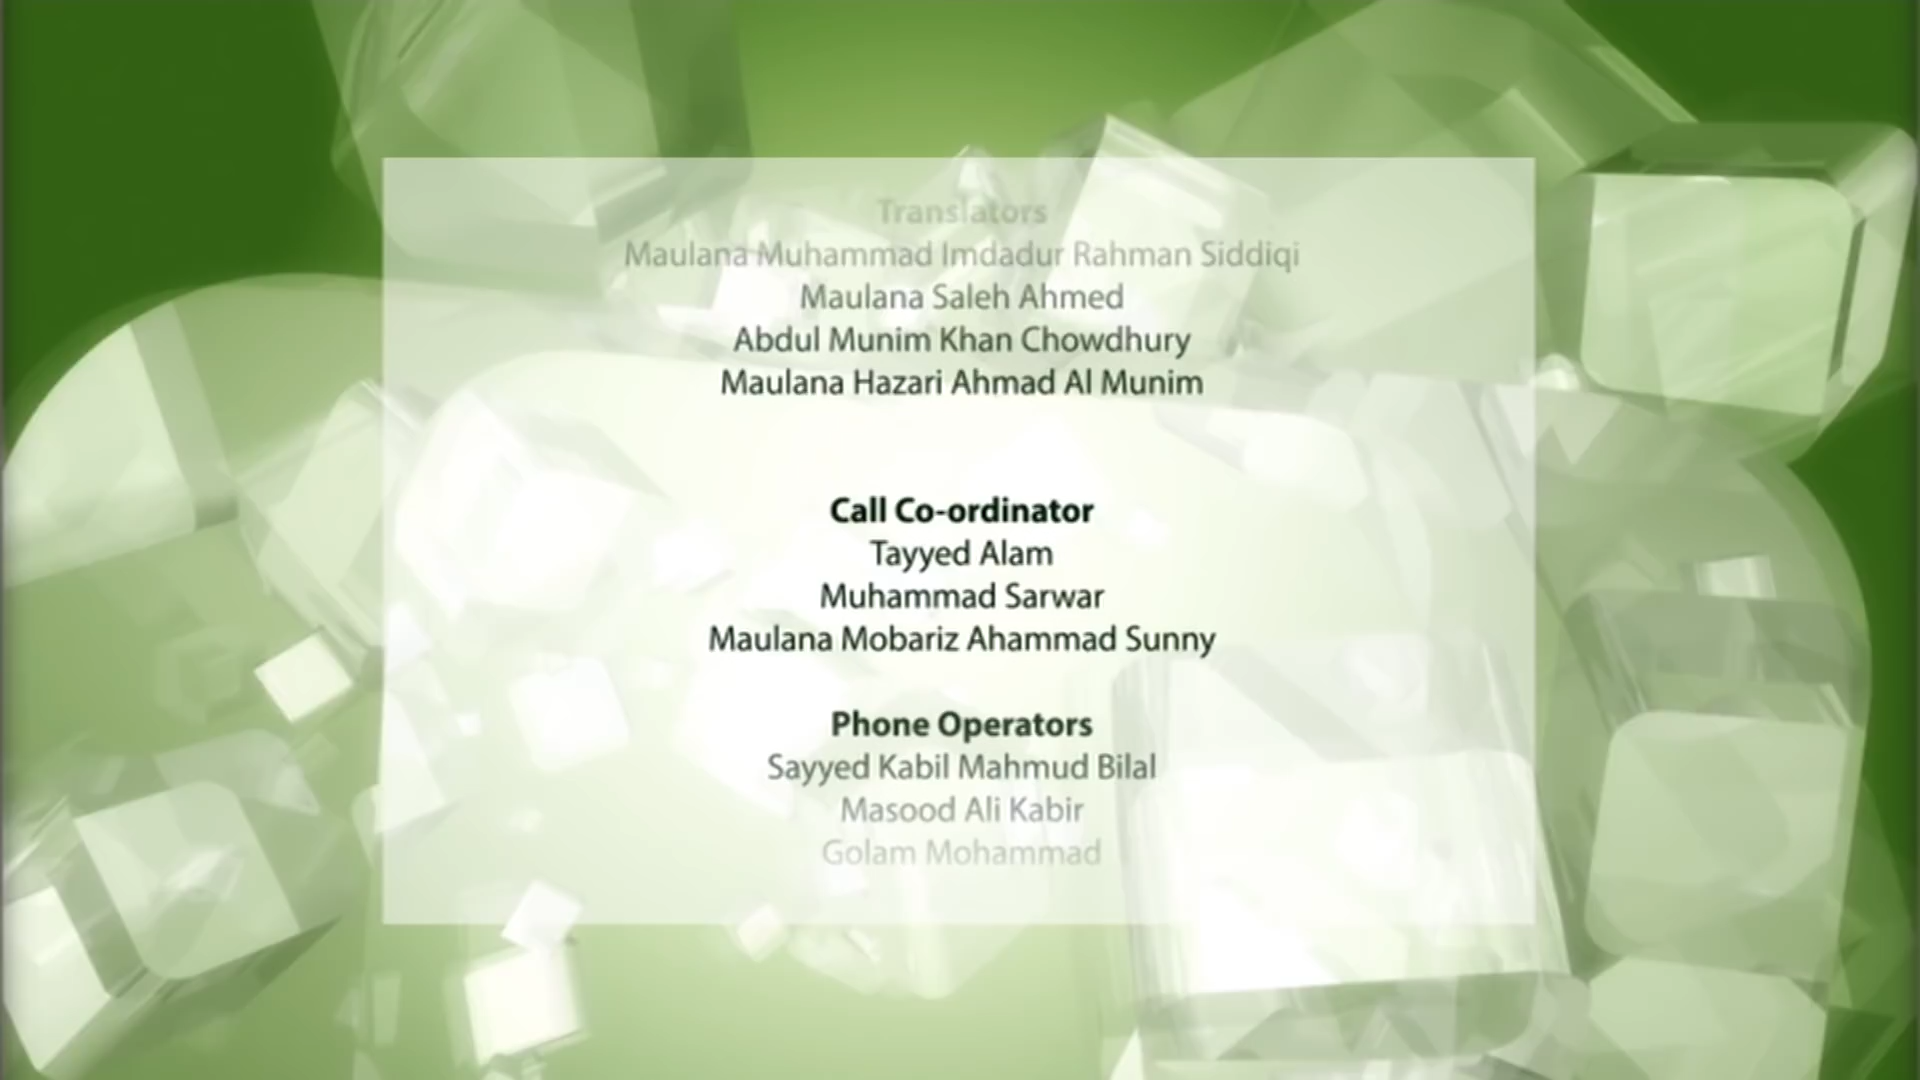 Translators
Maulana Muhammad Imdadur Rahman Siddiqi
Maulana Saleh Ahmed
Abdul Munim Khan Chowdhury
Maulana Hazari Ahmad Al Munim
Call Co-ordinator
Tayyed Alam
Muhammad Sarwar
Maulana Mobariz Ahammad Sunny
Phone Operators
Sayyed Kabil Mahmud Bilal
Masood Ali Kabir
Golam Mohammad